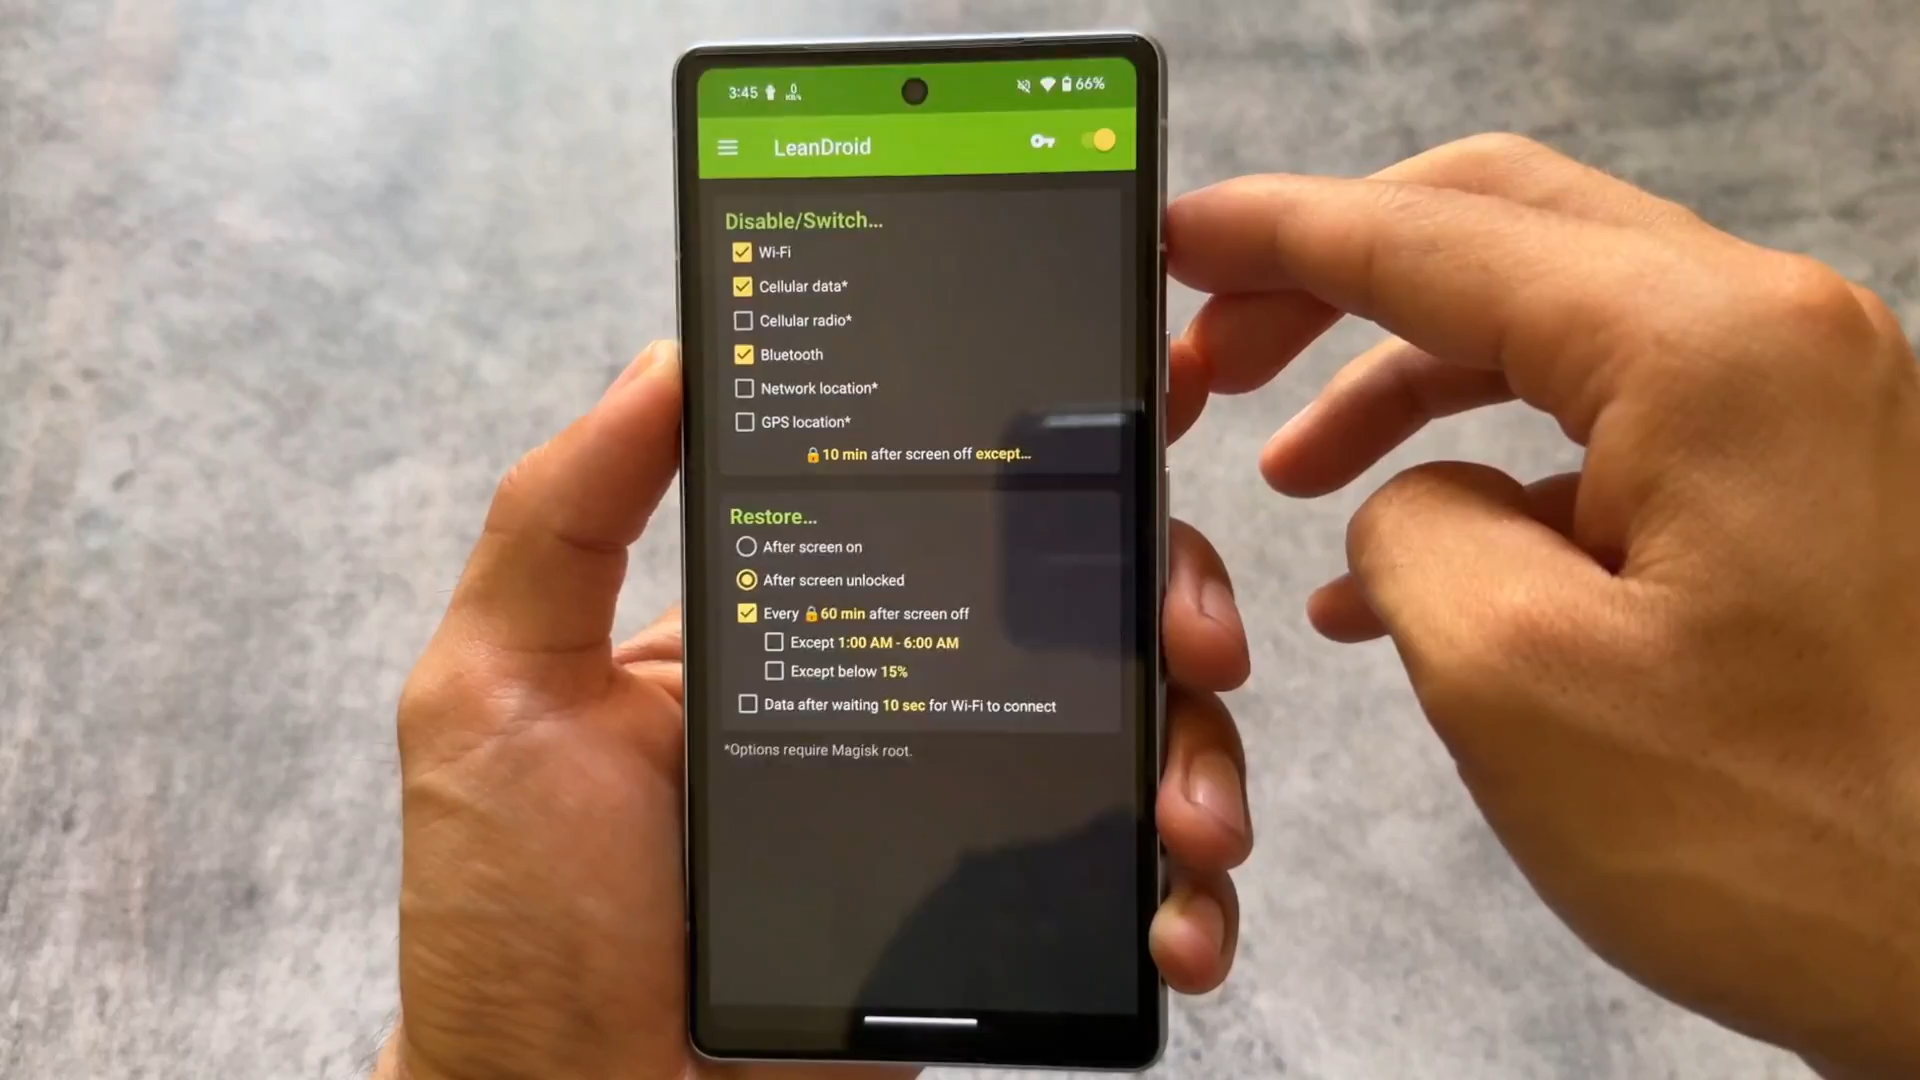 3:45 0 KB/s 66%
LeanDroid
Disable/Switch...
Wi-Fi
Cellular data*
Cellular radio*
Bluetooth
Network location*
GPS location*
10 min after screen off except...
Restore...
After screen on
After screen unlocked
Every 60 min after screen off
Except 1:00 AM - 6:00 AM
Except below 15%
Data after waiting 10 sec for Wi-Fi to connect
*Options require Magisk root.